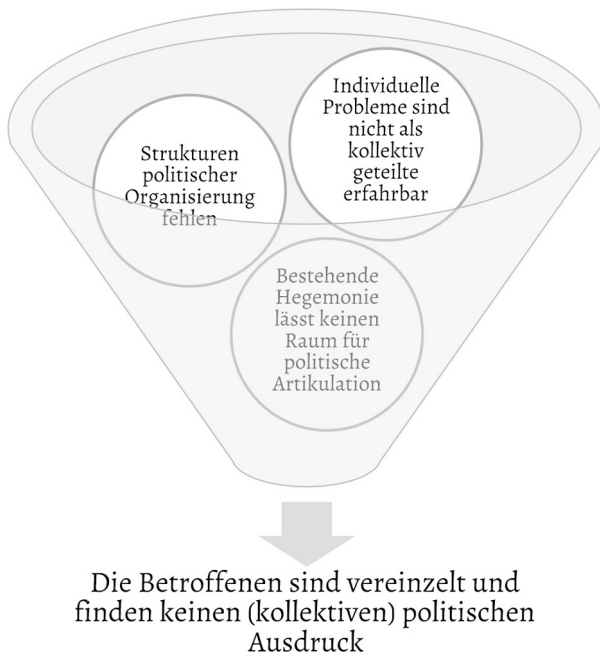 Individuelle
Probleme sind
nicht als
kollektiv
geteilte
erfahrbar
Strukturen
politischer
Organisierung
fehlen
Bestehende
Hegemonie
lässt keinen
Raum für
politische
Artikulation
Die Betroffenen sind vereinzelt und
finden keinen (kollektiven) politischen
Ausdruck